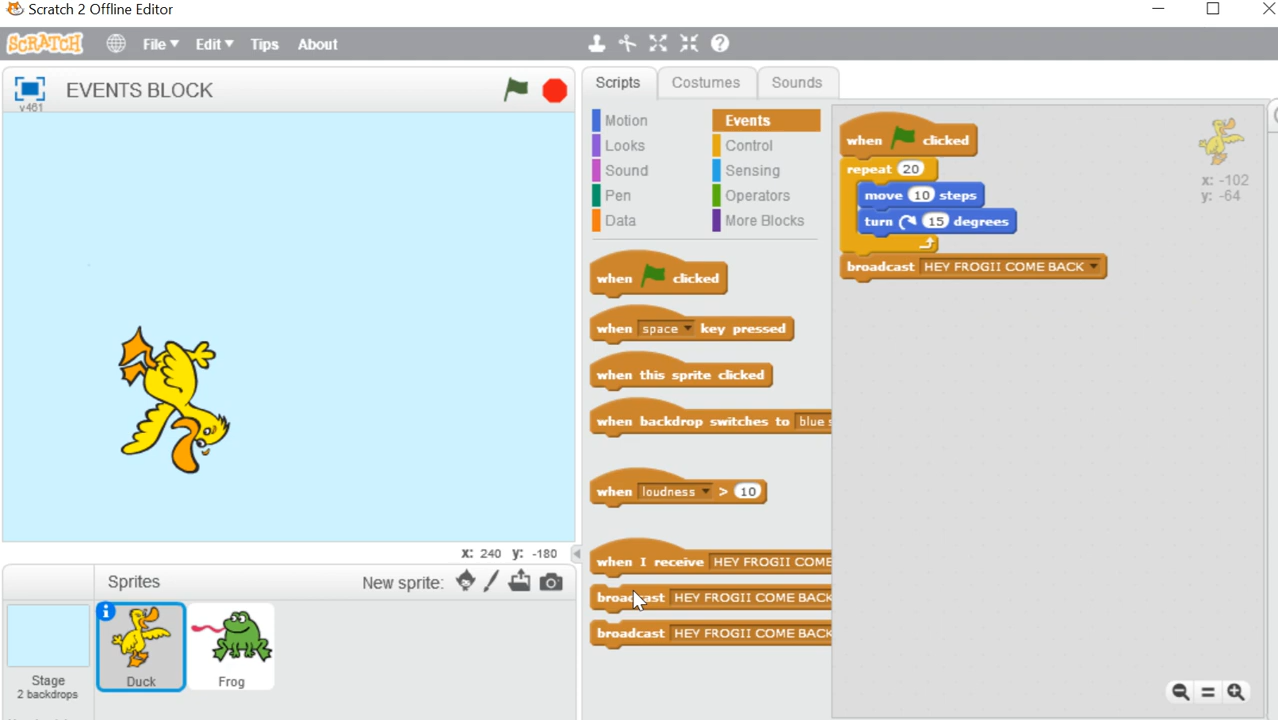 Scratch 2 Offline Editor
SCRATCH File Edit Tips About
v461
EVENTS BLOCK
Scripts Costumes Sounds
Motion Events
Looks Control
Sound Sensing
Pen Operators
Data More Blocks
when clicked
when space key pressed
when this sprite clicked
when backdrop switches to blue s
when loudness > 10
when I receive HEY FROGII COME
broadcast HEY FROGII COME BACK
broadcast HEY FROGII COME BACK
when clicked
repeat 20
move 10 steps
turn 15 degrees
broadcast HEY FROGII COME BACK
x: -102
y: -64
x: 240 y: -180
Sprites New sprite:
Stage
2 backdrops
Duck
Frog